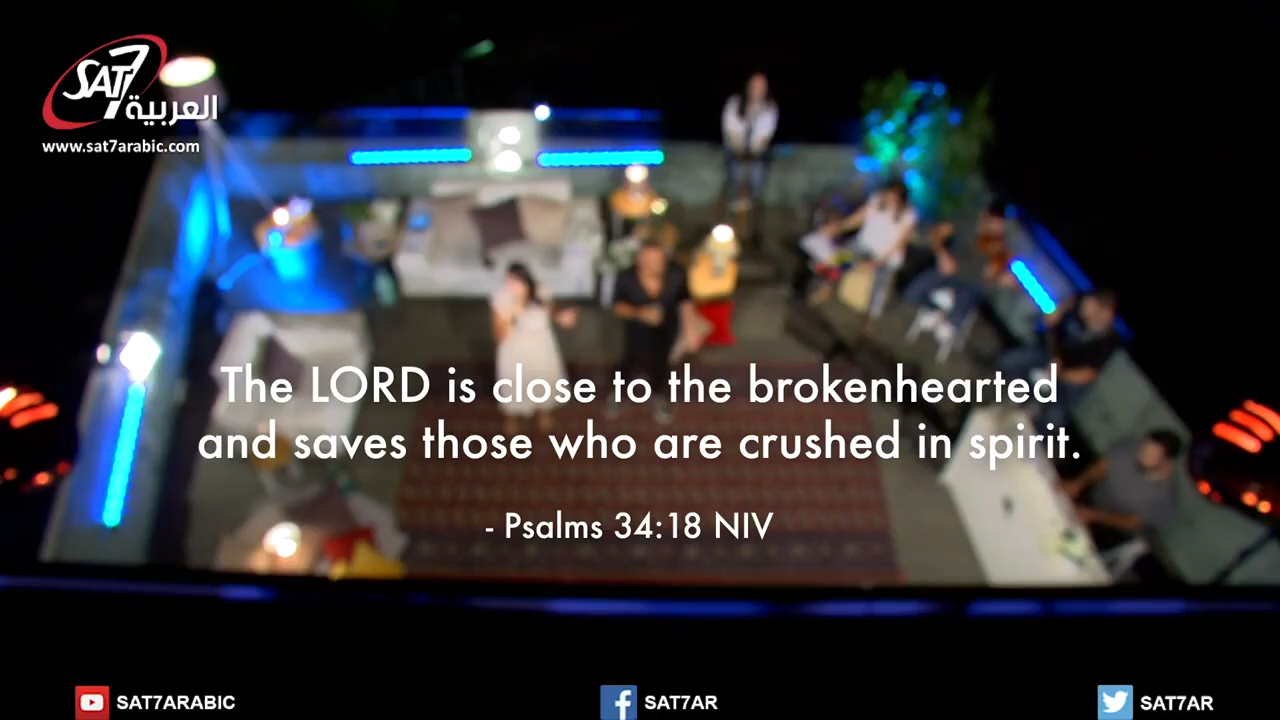 SAT7
العربية
www.sat7arabic.com
The LORD is close to the brokenhearted
and saves those who are crushed in spirit.
- Psalms 34:18 NIV
SAT7ARABIC
SAT7AR
SAT7AR